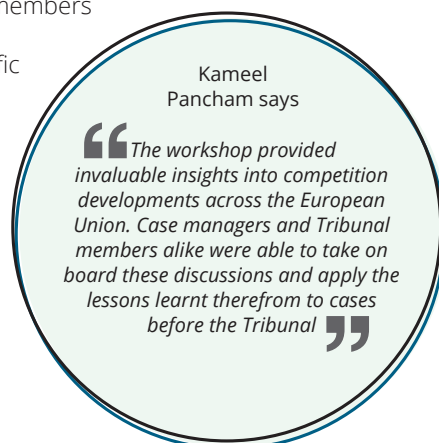 members
fic
Kameel
Pancham says
“The workshop provided
invaluable insights into competition
developments across the European
Union. Case managers and Tribunal
members alike were able to take on
board these discussions and apply the
lessons learnt therefrom to cases
before the Tribunal”